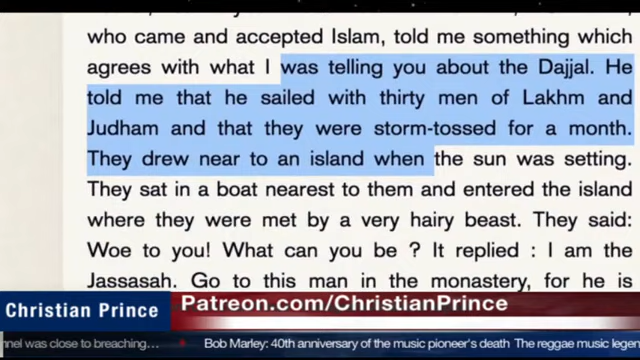 who came and accepted Islam, told me something which
agrees with what I was telling you about the Dajjal. He
told me that he sailed with thirty men of Lakhm and
Judham and that they were storm-tossed for a month.
They drew near to an island when the sun was setting.
They sat in a boat nearest to them and entered the island
where they were met by a very hairy beast. They said:
Woe to you! What can you be ? It replied : I am the
Jassasah. Go to this man in the monastery, for he is
Christian Prince
Patreon.com/ChristianPrince
was close to breaching... Bob Marley: 40th anniversary of the music pioneer's death The reggae music